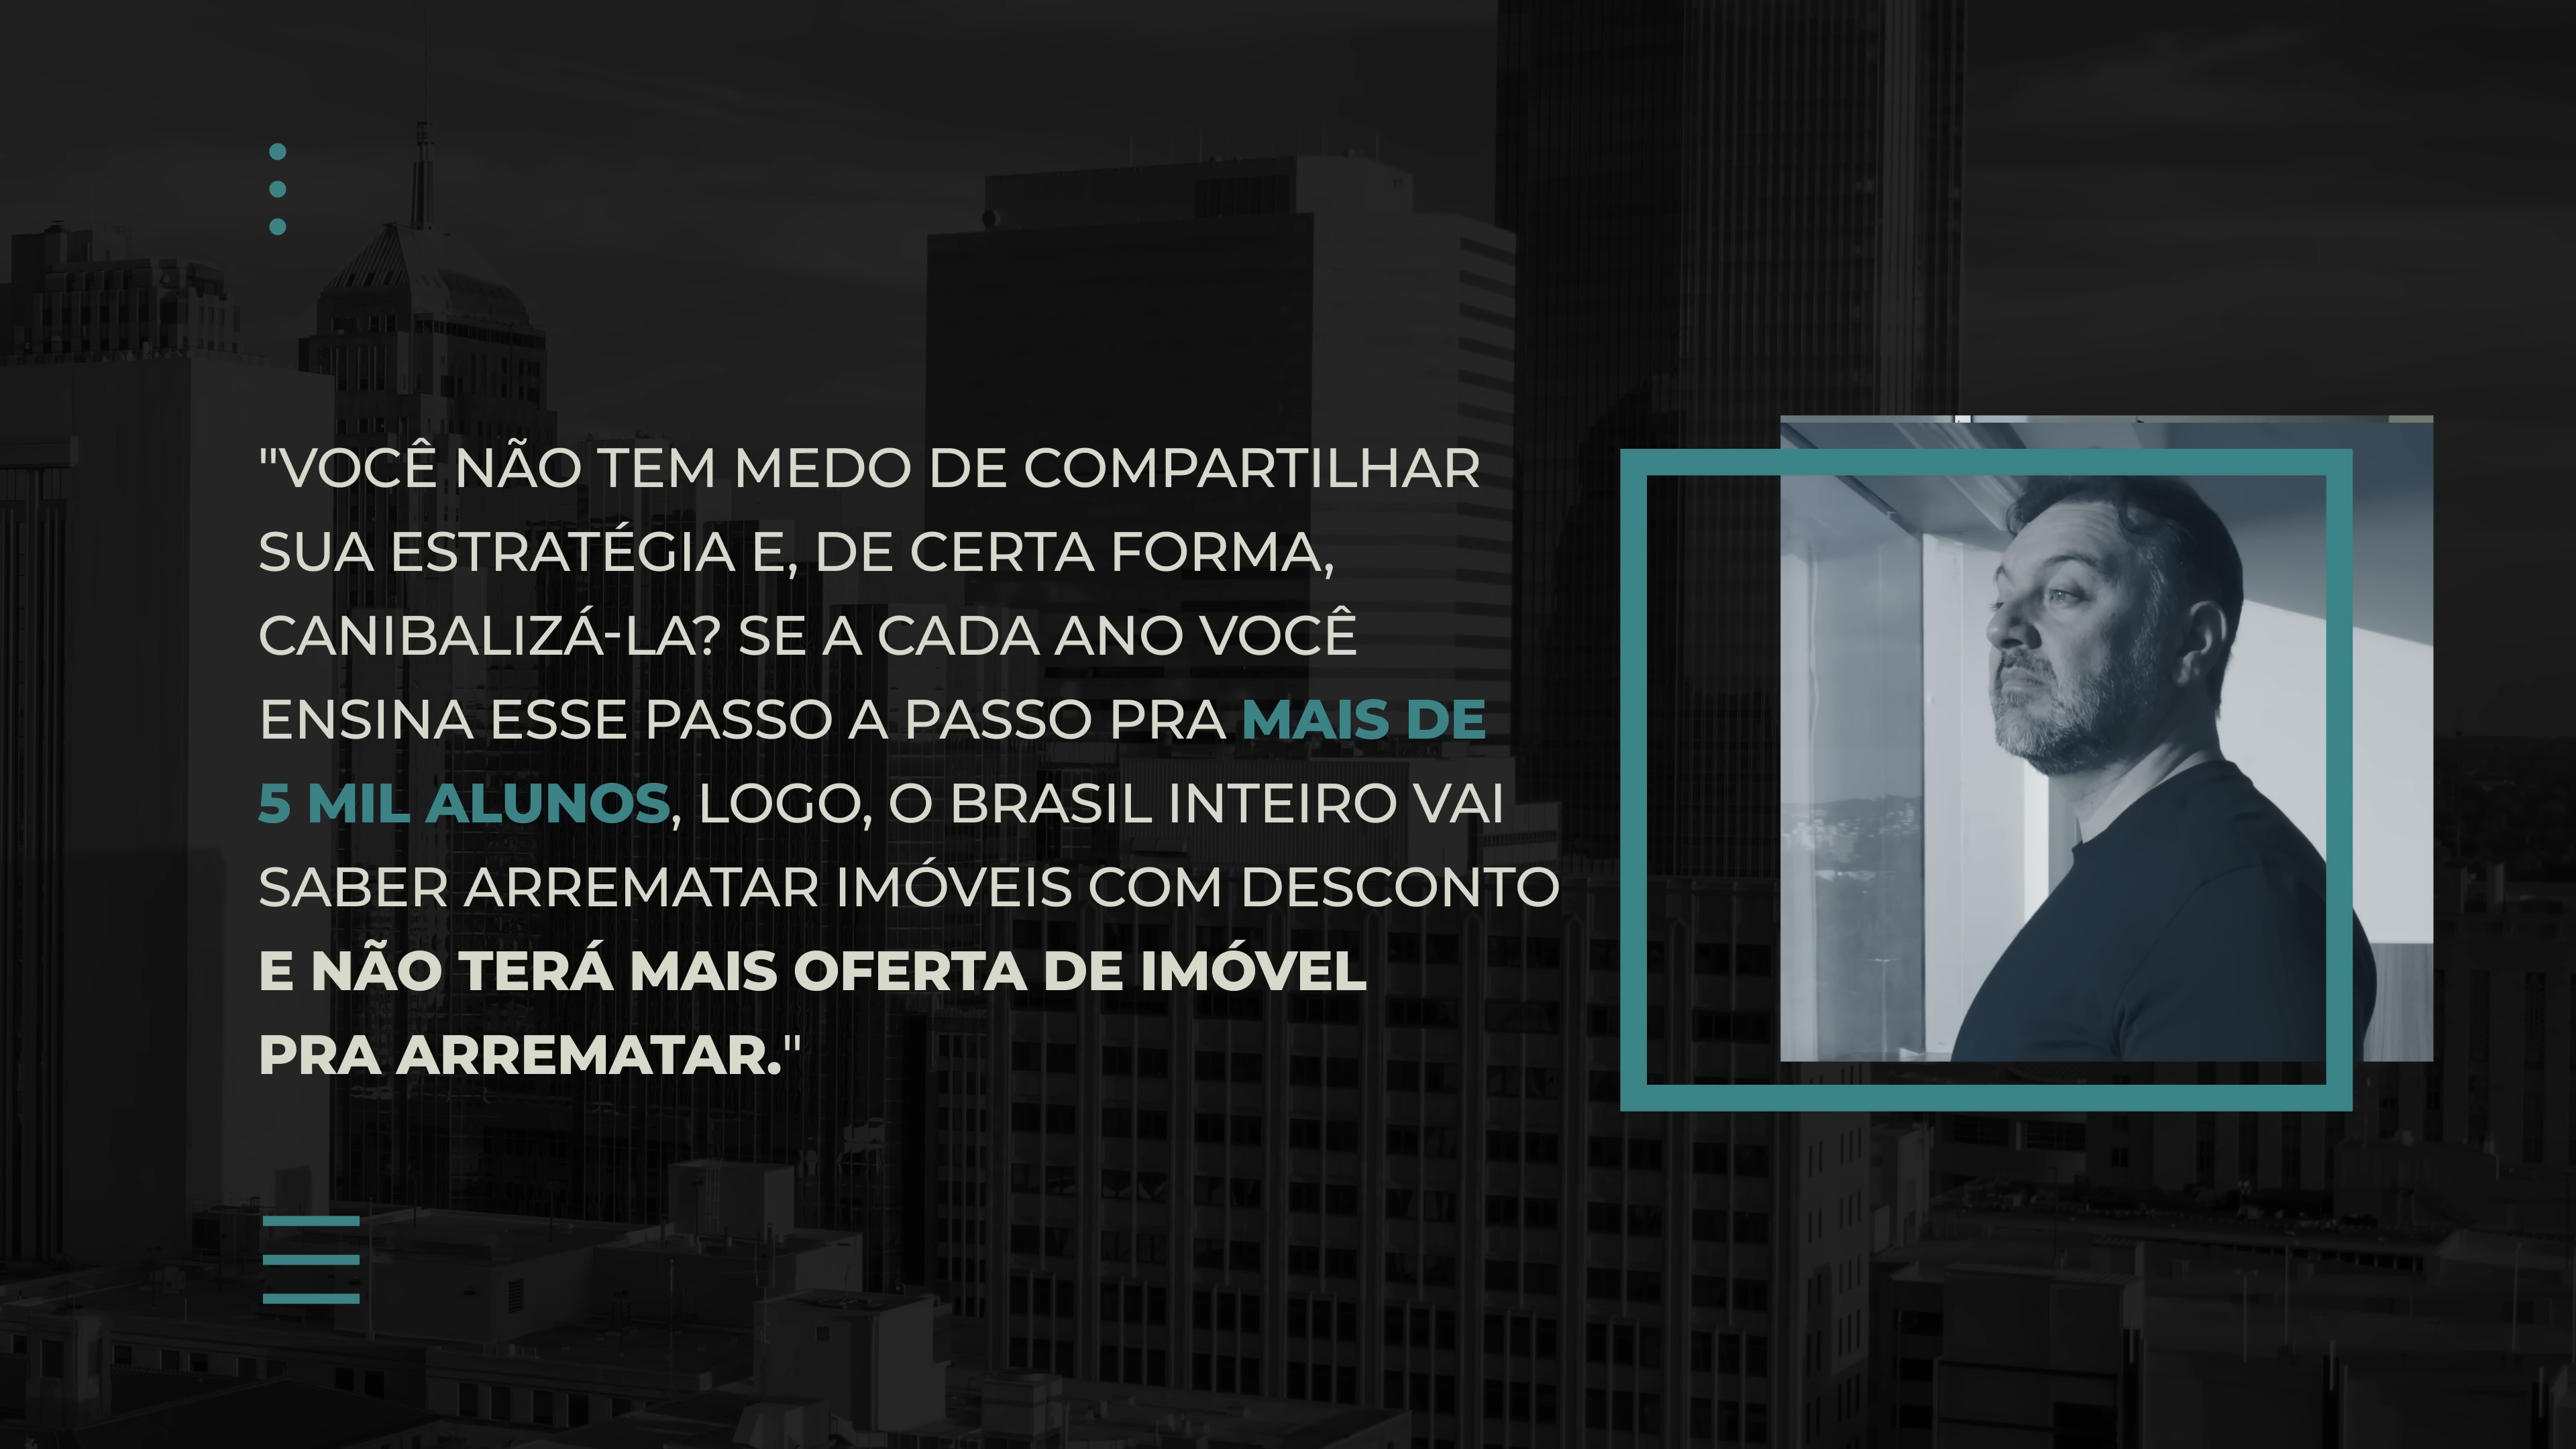 "VOCÊ NÃO TEM MEDO DE COMPARTILHAR
SUA ESTRATÉGIA E, DE CERTA FORMA,
CANIBALIZÁ-LA? SE A CADA ANO VOCÊ
ENSINA ESSE PASSO A PASSO PRA MAIS DE
5 MIL ALUNOS, LOGO, O BRASIL INTEIRO VAI
SABER ARREMATAR IMÓVEIS COM DESCONTO
E NÃO TERÁ MAIS OFERTA DE IMÓVEL
PRA ARREMATAR."